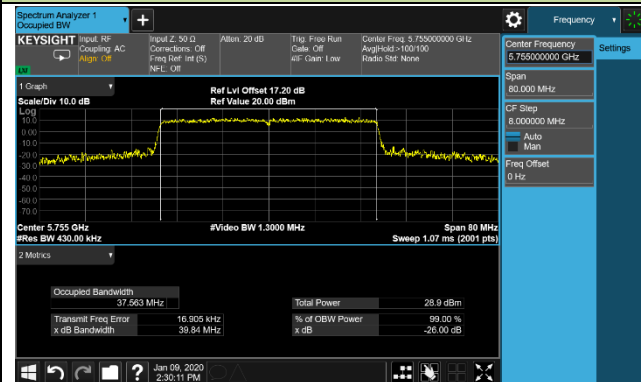 Spectrum Analyzer 1
Occupied BW
Frequency
KEYSIGHT
Input: RF
Coupling: AC
Align: Off
Input Z: 50 Ω
Corrections: Off
Freq Ref: Int (S)
NFE: Off
Atten: 20 dB
Trig: Free Run
Gate: Off
#IF Gain: Low
Center Freq: 5.755000000 GHz
Avg|Hold:>100/100
Radio Std: None
Center Frequency
5.755000000 GHz
Settings
Span
80.000 MHz
CF Step
8.000000 MHz
Auto
Man
Freq Offset
0 Hz
1 Graph
Scale/Div 10.0 dB
Ref Lvl Offset 17.20 dB
Ref Value 20.00 dBm
Log
10.0
0.00
10.0
20.0
30.0
40.0
50.0
60.0
70.0
Center 5.755 GHz
#Video BW 1.3000 MHz
Span 80 MHz
#Res BW 430.00 kHz
Sweep 1.07 ms (2001 pts)
2 Metrics
Occupied Bandwidth
37.563 MHz
Total Power
28.9 dBm
Transmit Freq Error
16.905 kHz
% of OBW Power
99.00 %
x dB Bandwidth
39.84 MHz
x dB
-26.00 dB
?
Jan 09, 2020
2:30:11 PM